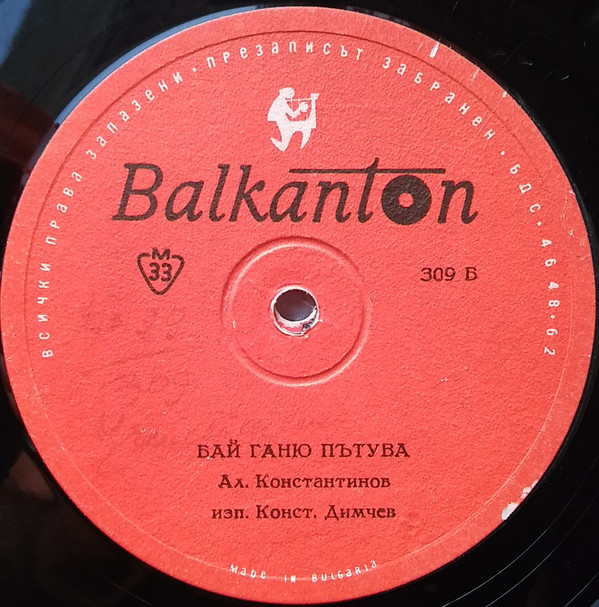 ВСИЧКИ ПРАВА ЗАПАЗЕНИ · ПРЕЗАПИСЪТ ЗАБРАНЕН · БДС · 4648·62
Balkanton
М
33
309 Б
БАЙ ГАНЮ ПЪТУВА
Ал. Константинов
изп. Конст. Димчев
MADE IN BULGARIA